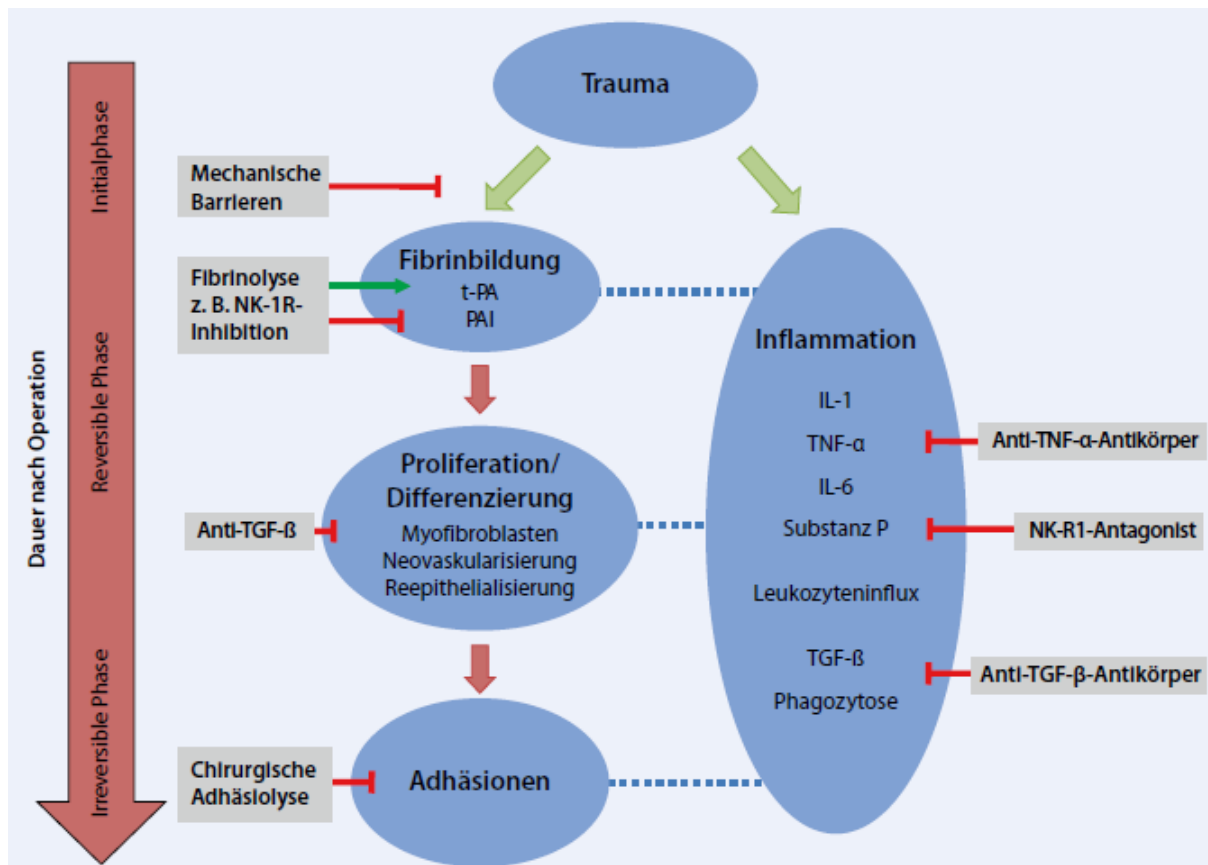 Trauma
Initialphase
Mechanische
Barrieren
Fibrinbildung
t-PA
PAI
Fibrinolyse
z. B. NK-1R-
Inhibition
Inflammation
IL-1
TNF-α
IL-6
Substanz P
Leukozyteninflux
TGF-ß
Phagozytose
Anti-TNF-α-Antikörper
NK-R1-Antagonist
Anti-TGF-β-Antikörper
Dauer nach Operation
Reversible Phase
Proliferation/
Differenzierung
Myofibroblasten
Neovaskularisierung
Reepithelialisierung
Anti-TGF-ß
Irreversible Phase
Chirurgische
Adhäsiolyse
Adhäsionen